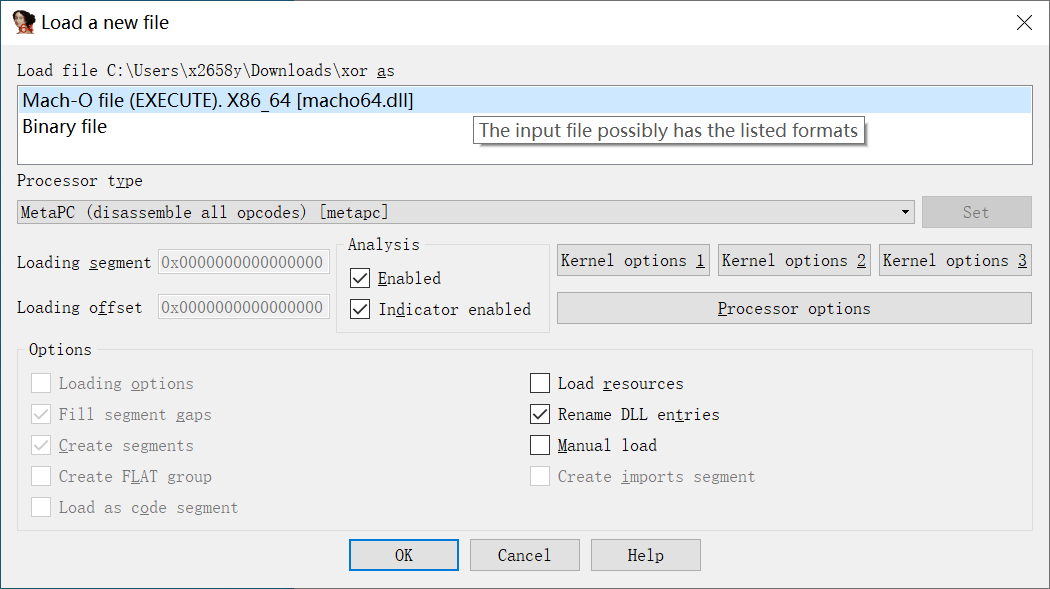 Load a new file
Load file C:\Users\x2658y\Downloads\xor as
Mach-O file (EXECUTE). X86_64 [macho64.dll]
Binary file
The input file possibly has the listed formats
Processor type
MetaPC (disassemble all opcodes) [metapc]
Set
Loading segment 0x0000000000000000
Loading offset 0x0000000000000000
Analysis
Enabled
Indicator enabled
Kernel options 1 Kernel options 2 Kernel options 3
Processor options
Options
Loading options
Fill segment gaps
Create segments
Create FLAT group
Load as code segment
Load resources
Rename DLL entries
Manual load
Create imports segment
OK Cancel Help